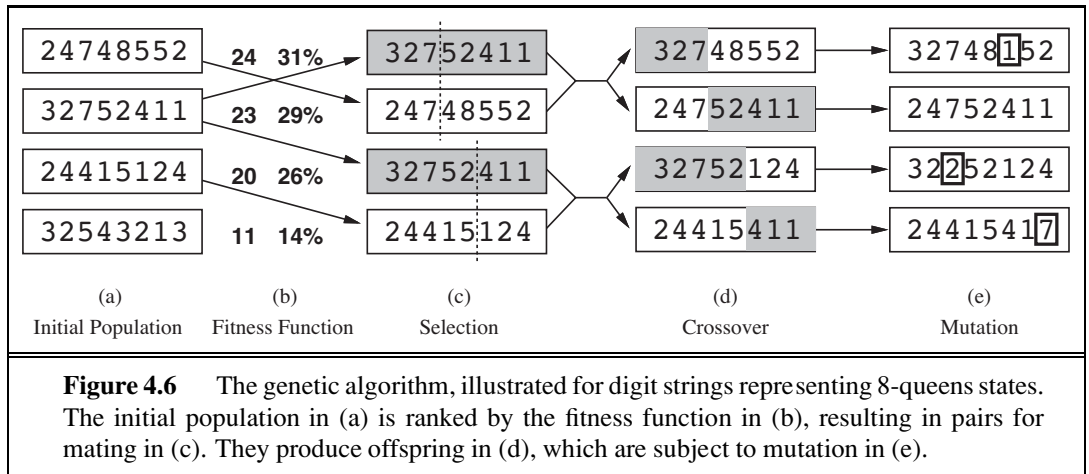 24748552 24 31% 32752411 32748552 32748152
32752411 23 29% 24748552 24752411 24752411
24415124 20 26% 32752411 32752124 32252124
32543213 11 14% 24415124 24415411 24415417
(a) (b) (c) (d) (e)
Initial Population Fitness Function Selection Crossover Mutation
Figure 4.6 The genetic algorithm, illustrated for digit strings representing 8-queens states.
The initial population in (a) is ranked by the fitness function in (b), resulting in pairs for
mating in (c). They produce offspring in (d), which are subject to mutation in (e).